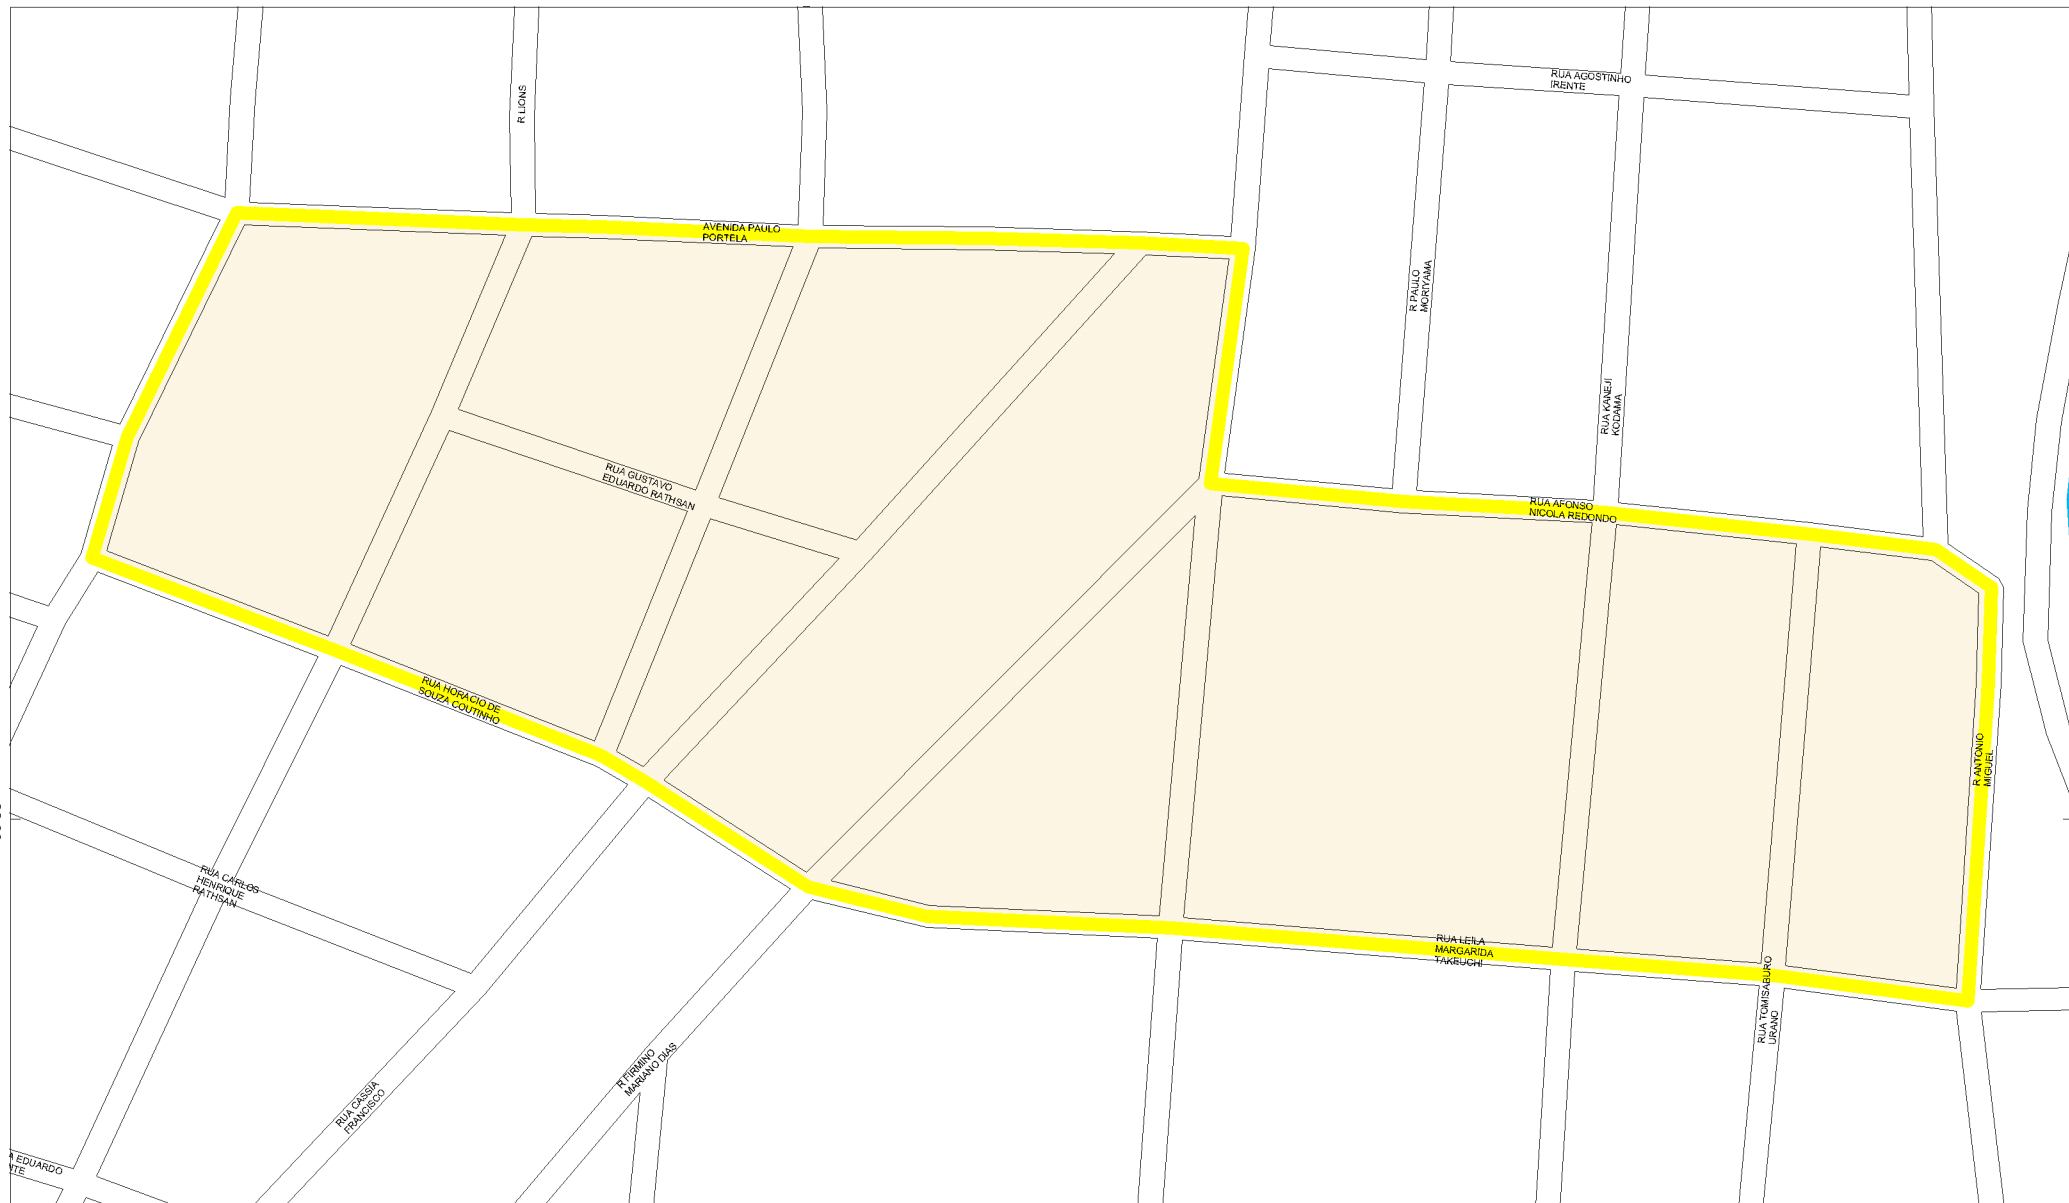 RUA AGOSTINHO
IRENTE
R LIONS
AVENIDA PAULO
PORTELA
R PAULO
MORIYAMA
RUA KANEJI
KODAMA
RUA GUSTAVO
EDUARDO RATHSAN
RUA AFONSO
NICOLA REDONDO
RUA HORACIO DE
SOUZA COUTINHO
R ANTONIO
MIGUEL
RUA CARLOS
HENRIQUE
RATHSAN
RUA LEILA
MARGARIDA
TAKEUCHI
RUA TOMISABURO
URANO
R FIRMINO
MARIANO DIAS
RUA CASSIA
FRANCISCO
A EDUARDO
NTE